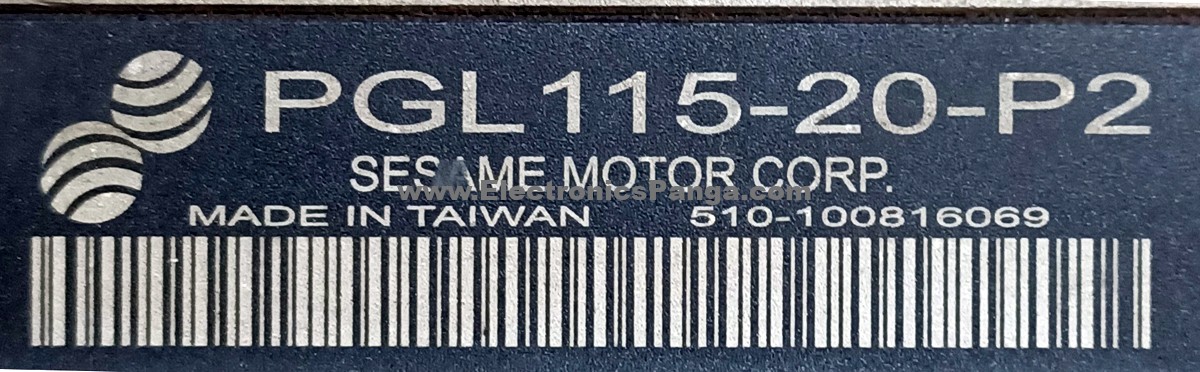 PGL115-20-P2
SESAME MOTOR CORP.
www.ElectronicsPanga.com
MADE IN TAIWAN 510-100816069